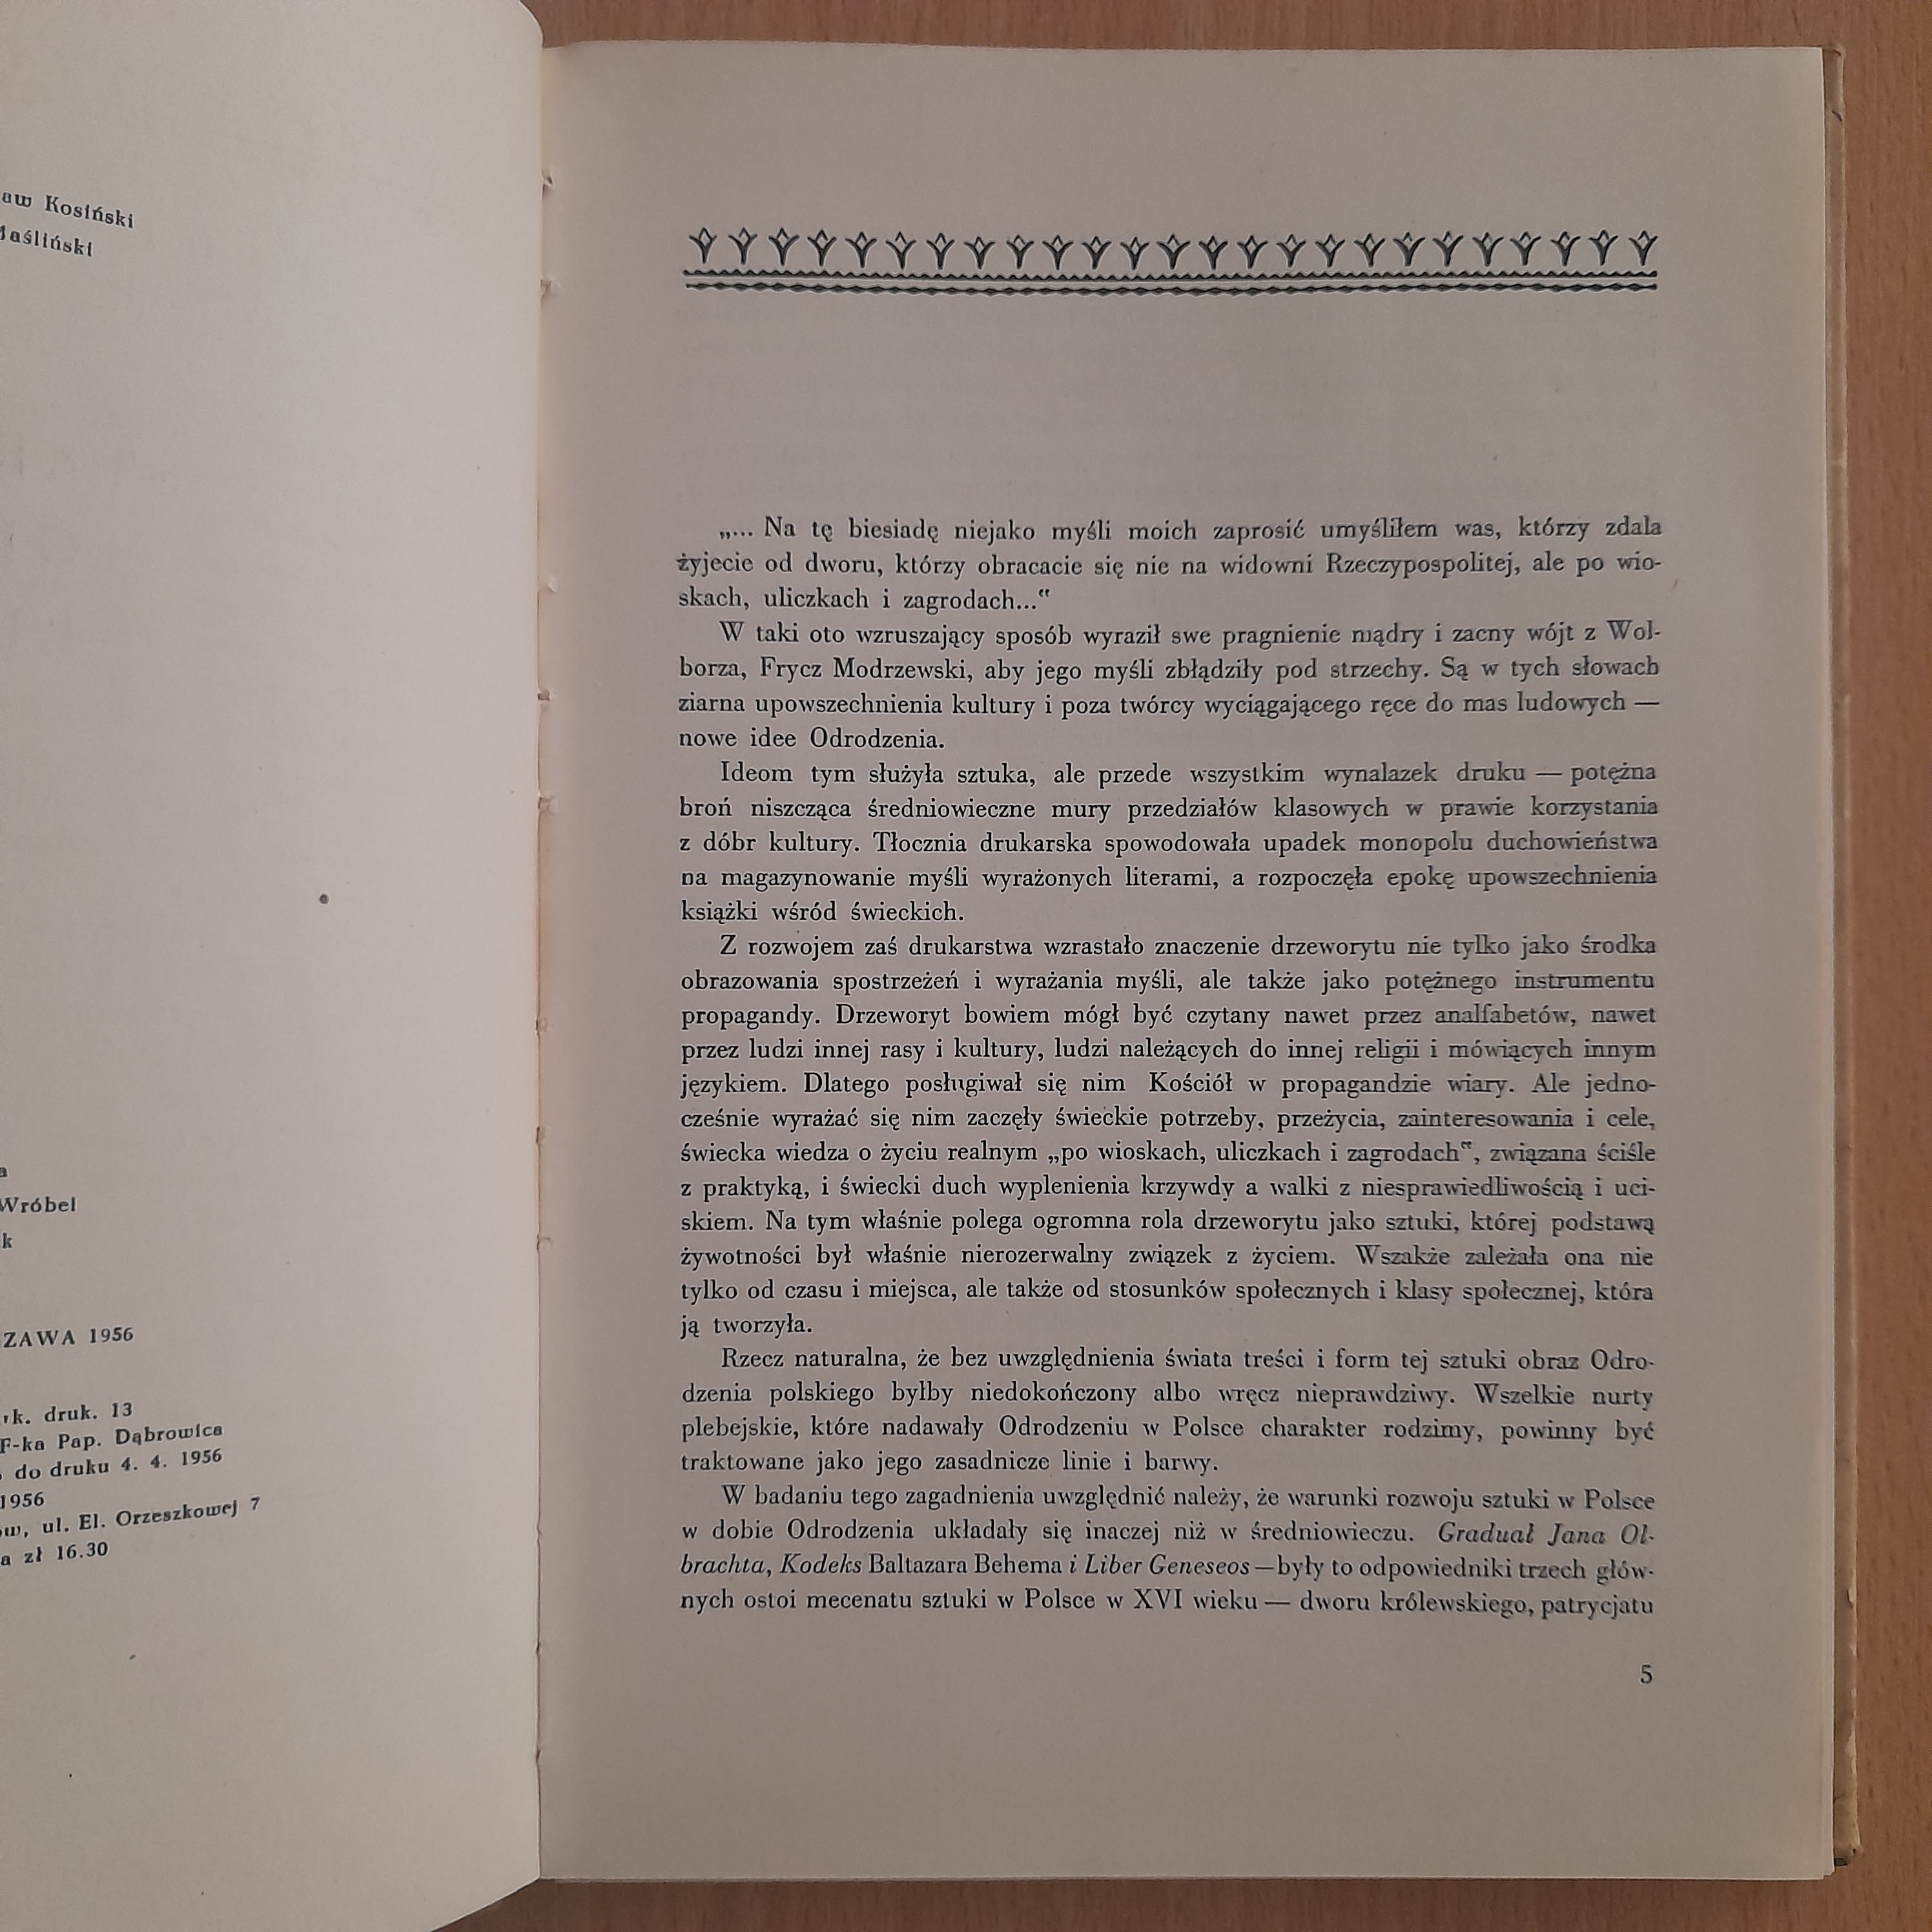 Kosiński
Maśliński
Wróbel
1956
druk. 13
F-ka Pap. Dąbrowica
do druku 4. 4. 1956
1956
ul. El. Orzeszkowej 7
zł 16.30
„... Na tę biesiadę niejako myśli moich zaprosić umyśliłem was, którzy zdala
żyjecie od dworu, którzy obracacie się nie na widowni Rzeczypospolitej, ale po wio-
skach, uliczkach i zagrodach...“
W taki oto wzruszający sposób wyraził swe pragnienie mądry i zacny wójt z Wol-
borza, Frycz Modrzewski, aby jego myśli zbłądziły pod strzechy. Są w tych słowach
ziarna upowszechnienia kultury i poza twórcy wyciągającego ręce do mas ludowych —
nowe idee Odrodzenia.
Ideom tym służyła sztuka, ale przede wszystkim wynalazek druku — potężna
broń niszcząca średniowieczne mury przedziałów klasowych w prawie korzystania
z dóbr kultury. Tłocznia drukarska spowodowała upadek monopolu duchowieństwa
na magazynowanie myśli wyrażonych literami, a rozpoczęła epokę upowszechnienia
książki wśród świeckich.
Z rozwojem zaś drukarstwa wzrastało znaczenie drzeworytu nie tylko jako środka
obrazowania spostrzeżeń i wyrażania myśli, ale także jako potężnego instrumentu
propagandy. Drzeworyt bowiem mógł być czytany nawet przez analfabetów, nawet
przez ludzi innej rasy i kultury, ludzi należących do innej religii i mówiących innym
językiem. Dlatego posługiwał się nim Kościół w propagandzie wiary. Ale jedno-
cześnie wyrażać się nim zaczęły świeckie potrzeby, przeżycia, zainteresowania i cele,
świecka wiedza o życiu realnym „po wioskach, uliczkach i zagrodach“, związana ściśle
z praktyką, i świecki duch wyplenienia krzywdy a walki z niesprawiedliwością i uci-
skiem. Na tym właśnie polega ogromna rola drzeworytu jako sztuki, której podstawą
żywotności był właśnie nierozerwalny związek z życiem. Wszakże zależała ona nie
tylko od czasu i miejsca, ale także od stosunków społecznych i klasy społecznej, która
ją tworzyła.
Rzecz naturalna, że bez uwzględnienia świata treści i form tej sztuki obraz Odro-
dzenia polskiego byłby niedokończony albo wręcz nieprawdziwy. Wszelkie nurty
plebejskie, które nadawały Odrodzeniu w Polsce charakter rodzimy, powinny być
traktowane jako jego zasadnicze linie i barwy.
W badaniu tego zagadnienia uwzględnić należy, że warunki rozwoju sztuki w Polsce
w dobie Odrodzenia układały się inaczej niż w średniowieczu. Graduał Jana Ol-
brachta, Kodeks Baltazara Behema i Liber Geneseos — były to odpowiedniki trzech głów-
nych ostoi mecenatu sztuki w Polsce w XVI wieku — dworu królewskiego, patrycjatu
5